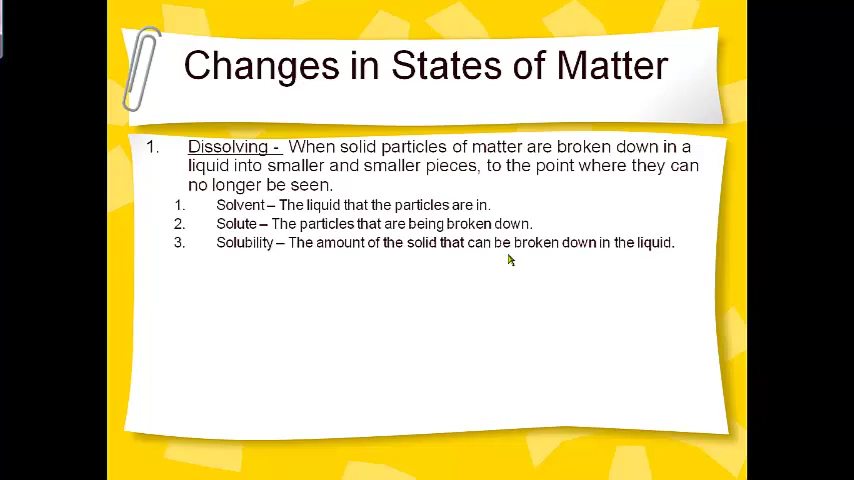 Changes in States of Matter
1. Dissolving - When solid particles of matter are broken down in a
liquid into smaller and smaller pieces, to the point where they can
no longer be seen.
1. Solvent – The liquid that the particles are in.
2. Solute – The particles that are being broken down.
3. Solubility – The amount of the solid that can be broken down in the liquid.